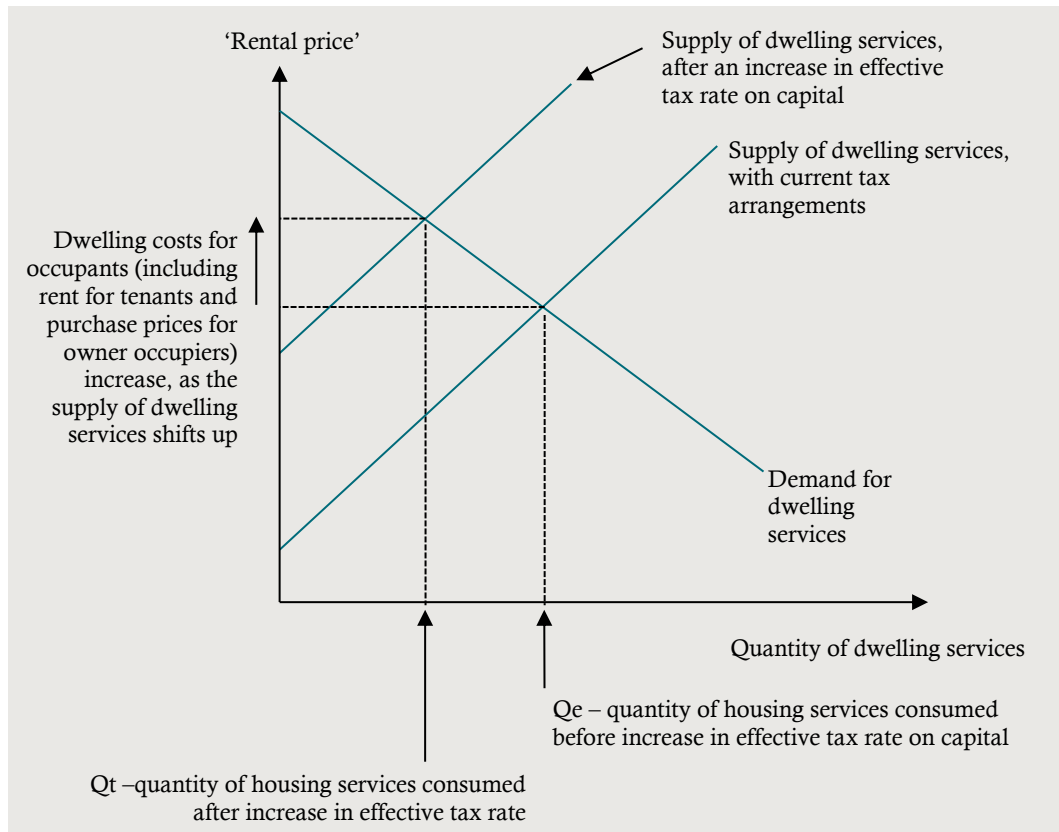 ‘Rental price’
Supply of dwelling services,
after an increase in effective
tax rate on capital
Supply of dwelling services,
with current tax
arrangements
Dwelling costs for
occupants (including
rent for tenants and
purchase prices for
owner occupiers)
increase, as the
supply of dwelling
services shifts up
Demand for
dwelling
services
Quantity of dwelling services
Qe – quantity of housing services consumed
before increase in effective tax rate on capital
Qt –quantity of housing services consumed
after increase in effective tax rate